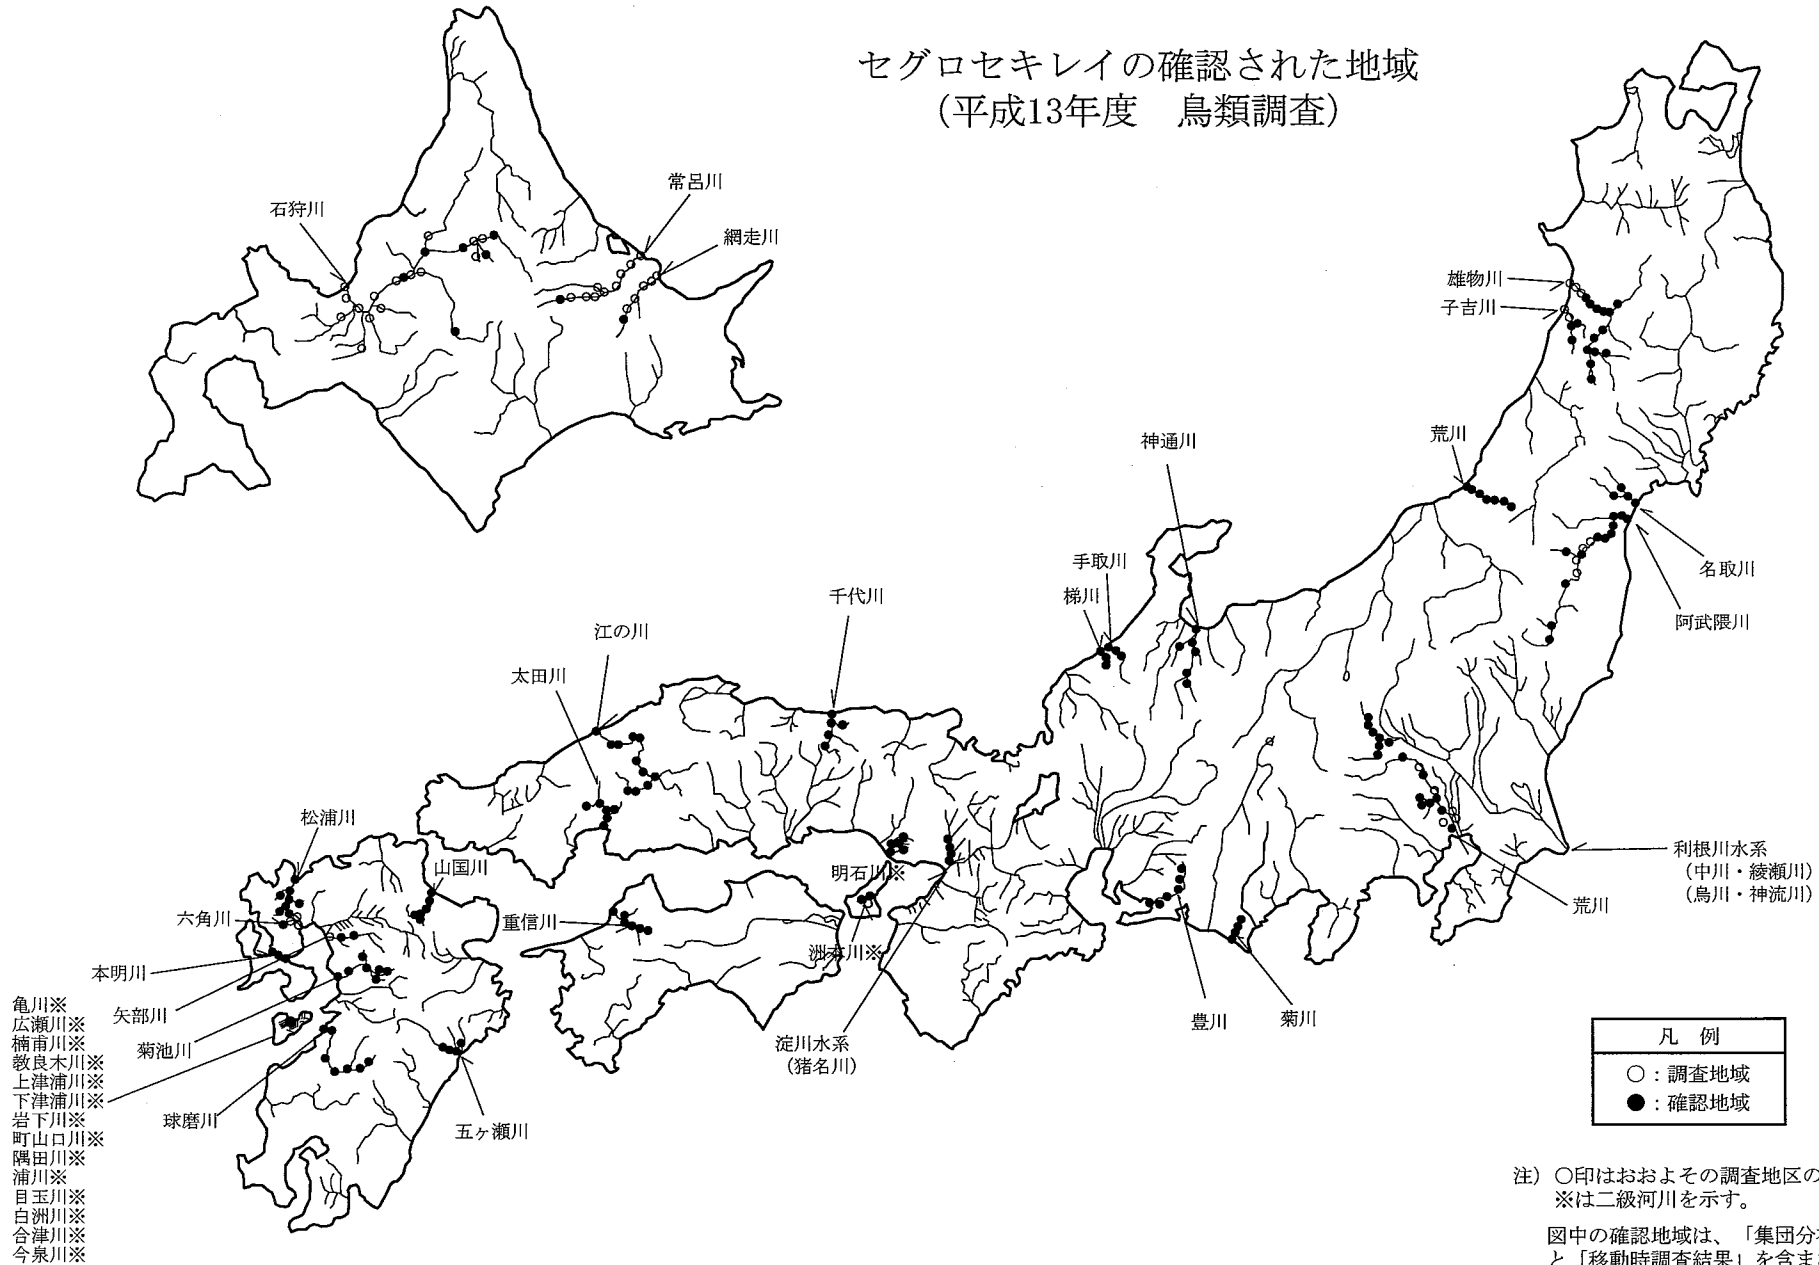 セグロセキレイの確認された地域
(平成13年度　鳥類調査)
常呂川
石狩川
網走川
雄物川
子吉川
荒川
神通川
手取川
梯川
名取川
阿武隈川
千代川
江の川
太田川
松浦川
山国川
明石川※
利根川水系
(中川・綾瀬川)
(烏川・神流川)
荒川
六角川
重信川
洲本川※
本明川
矢部川
菊池川
豊川
菊川
淀川水系
(猪名川)
球磨川
五ヶ瀬川
亀川※
広瀬川※
楠甫川※
教良木川※
上津浦川※
下津浦川※
岩下川※
町山口川※
隅田川※
浦川※
目玉川※
白洲川※
合津川※
今泉川※
凡　例
○：調査地域
●：確認地域
注）○印はおおよその調査地区の
※は二級河川を示す。
図中の確認地域は、「集団分
と「移動時調査結果」を含ま